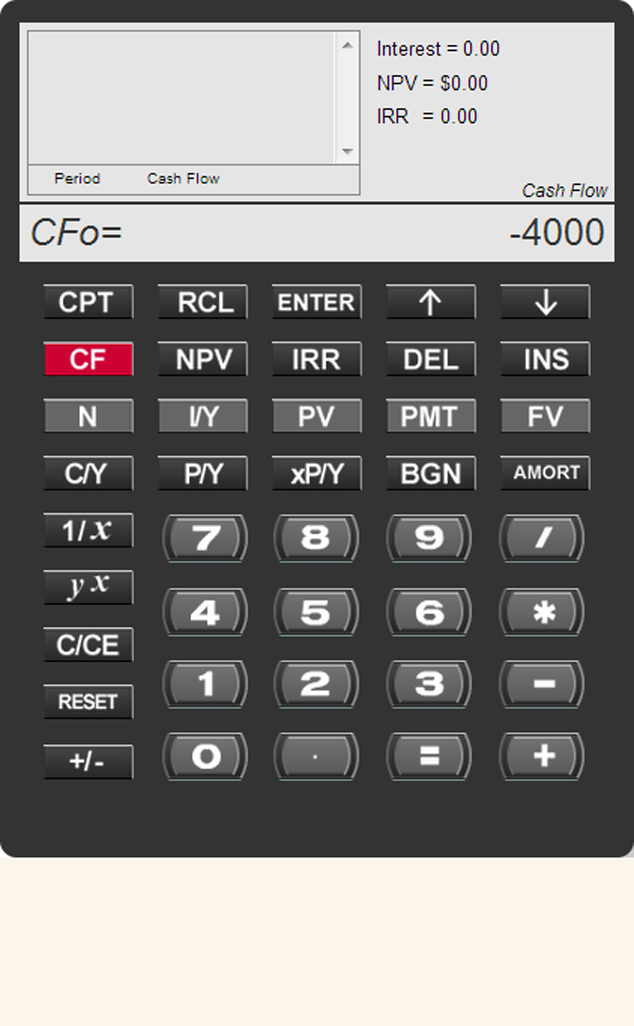 Interest = 0.00
NPV = $0.00
IRR = 0.00
Period Cash Flow
Cash Flow
CFo= -4000
CPT RCL ENTER ↑ ↓
CF NPV IRR DEL INS
N I/Y PV PMT FV
C/Y P/Y xP/Y BGN AMORT
1/x 7 8 9 /
y x 4 5 6 *
C/CE 1 2 3 -
RESET 0 . = +
+/-